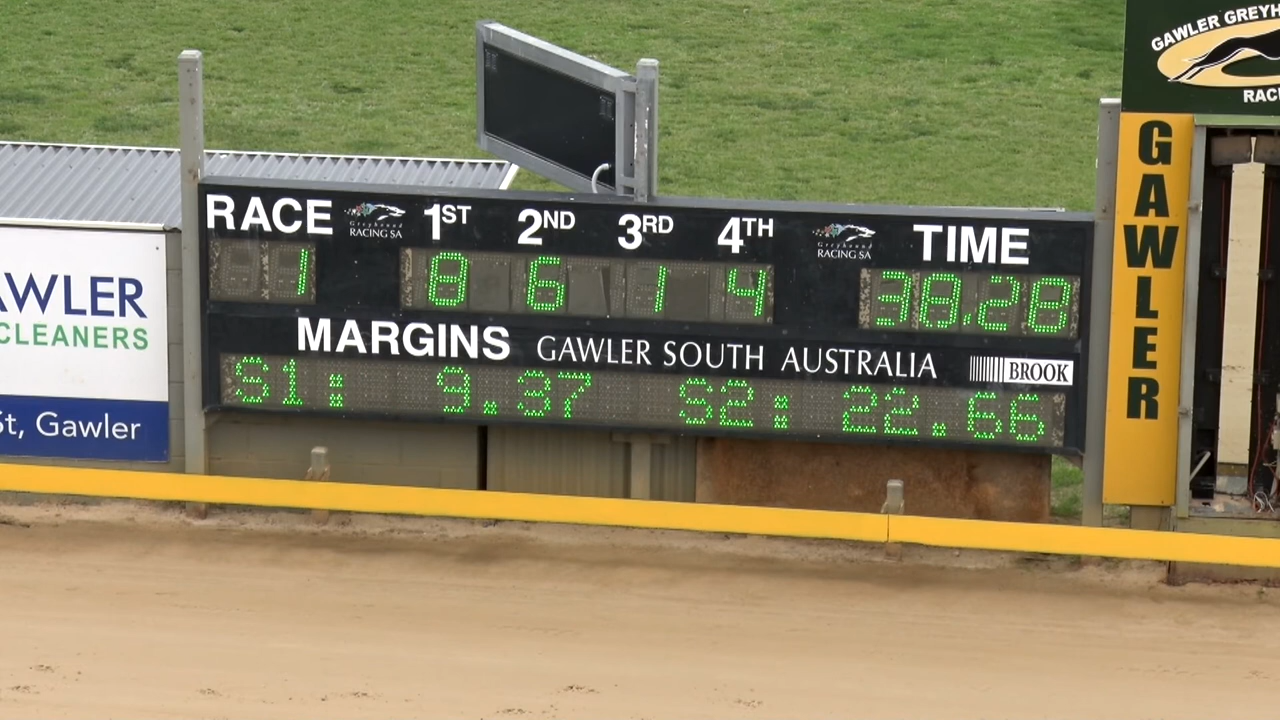 GAWLER GREYH
RACI
RACE
Greyhound
RACING SA
1ST 2ND 3RD 4TH
Greyhound
RACING SA
TIME
1 8 6 1 4 38.28
MARGINS
GAWLER SOUTH AUSTRALIA
BROOK
S1: 9.37 S2: 22.66
AWLER
CLEANERS
St, Gawler
GAWLER